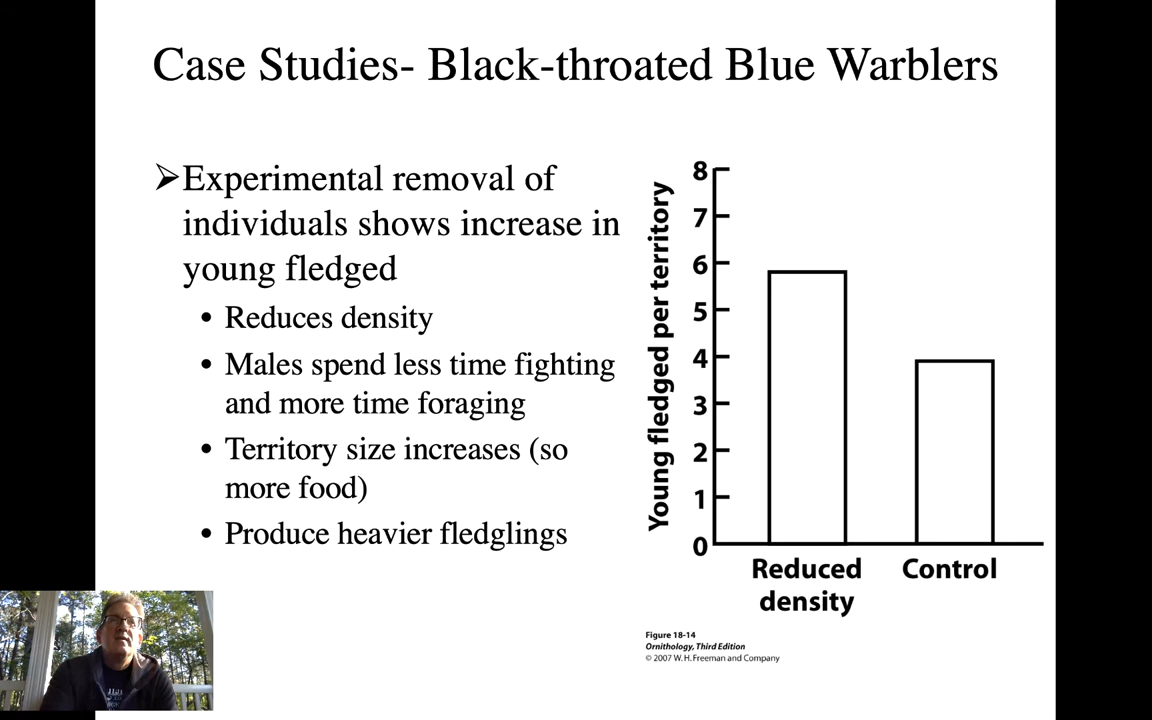 Case Studies- Black-throated Blue Warblers
➢Experimental removal of
individuals shows increase in
young fledged
• Reduces density
• Males spend less time fighting
and more time foraging
• Territory size increases (so
more food)
• Produce heavier fledglings
Young fledged per territory
8
7
6
5
4
3
2
1
0
Reduced
density
Control
Figure 18-14
Ornithology, Third Edition
© 2007 W. H. Freeman and Company